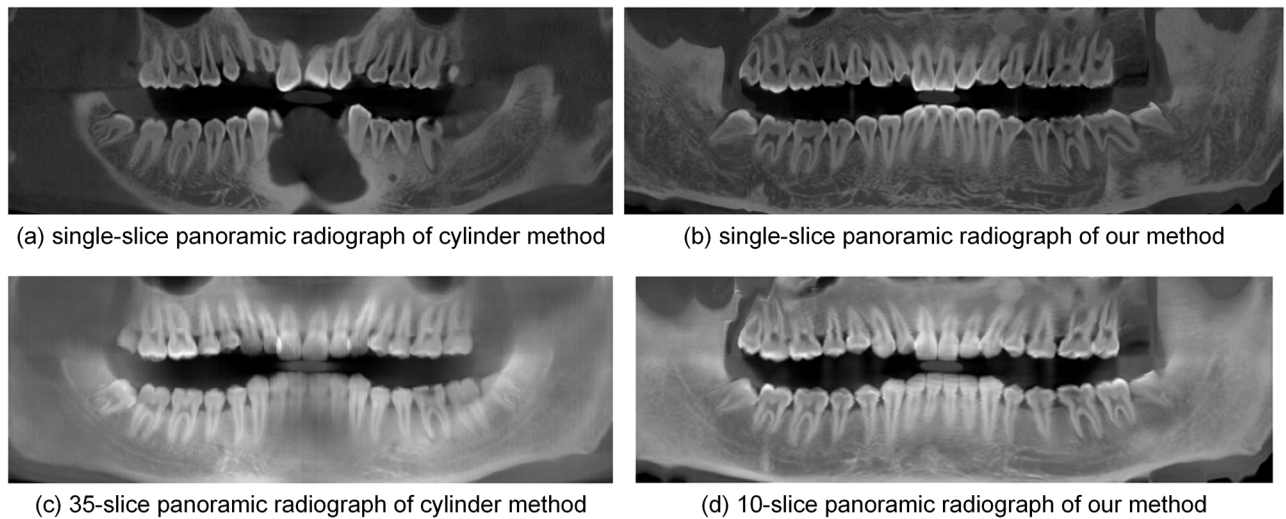 (a) single-slice panoramic radiograph of cylinder method
(b) single-slice panoramic radiograph of our method
(c) 35-slice panoramic radiograph of cylinder method
(d) 10-slice panoramic radiograph of our method